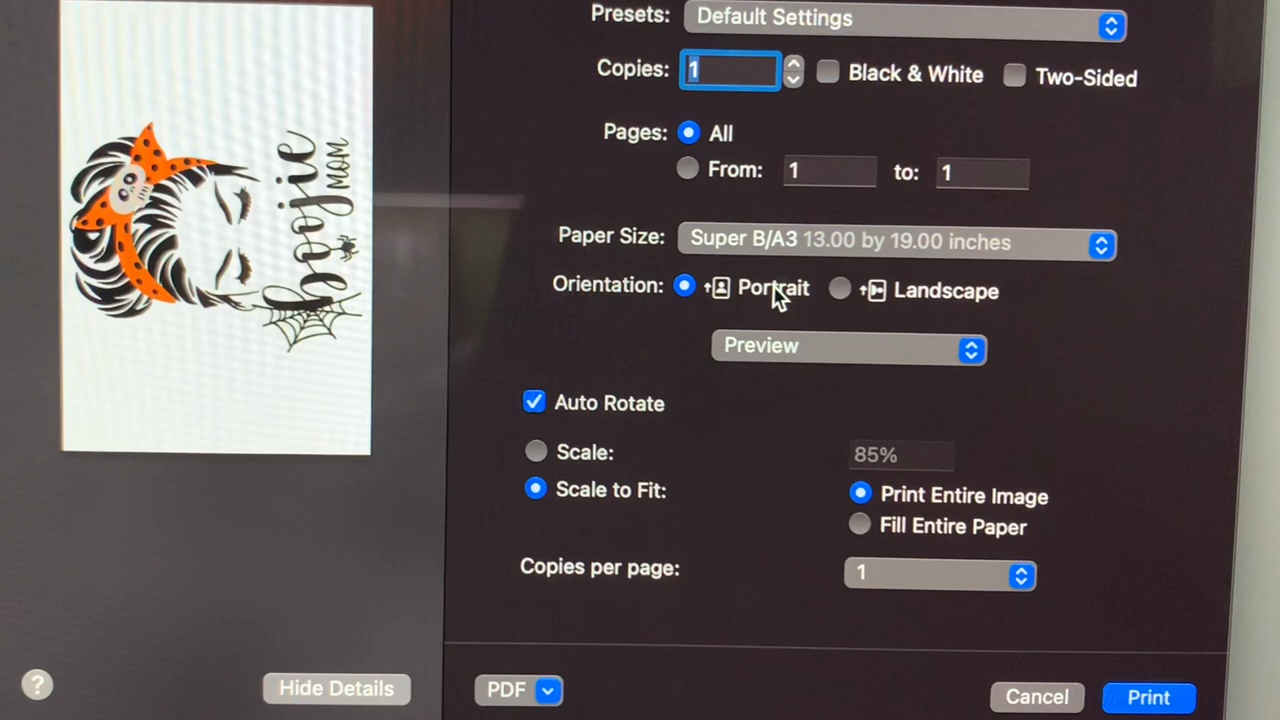 Presets: Default Settings
Copies: 1 Black & White Two-Sided
Pages: All
From: 1 to: 1
Paper Size: Super B/A3 13.00 by 19.00 inches
Orientation: Portrait Landscape
Preview
Auto Rotate
Scale: 85%
Scale to Fit: Print Entire Image
Fill Entire Paper
Copies per page: 1
boojie
MOM
? Hide Details PDF Cancel Print